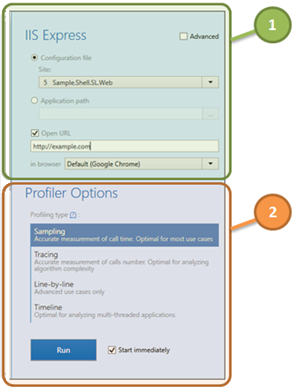 IIS Express
Advanced
Configuration file
Site:
5 Sample.Shell.SL.Web
Application path
...
Open URL
http://example.com
in browser Default (Google Chrome)
1
Profiler Options
Profiling type (?) :
Sampling
Accurate measurement of call time. Optimal for most use cases
Tracing
Accurate measurement of calls number. Optimal for analyzing
algorithm complexity
Line-by-line
Advanced use cases only
Timeline
Optimal for analyzing multi-threaded applications.
Run
Start immediately
2